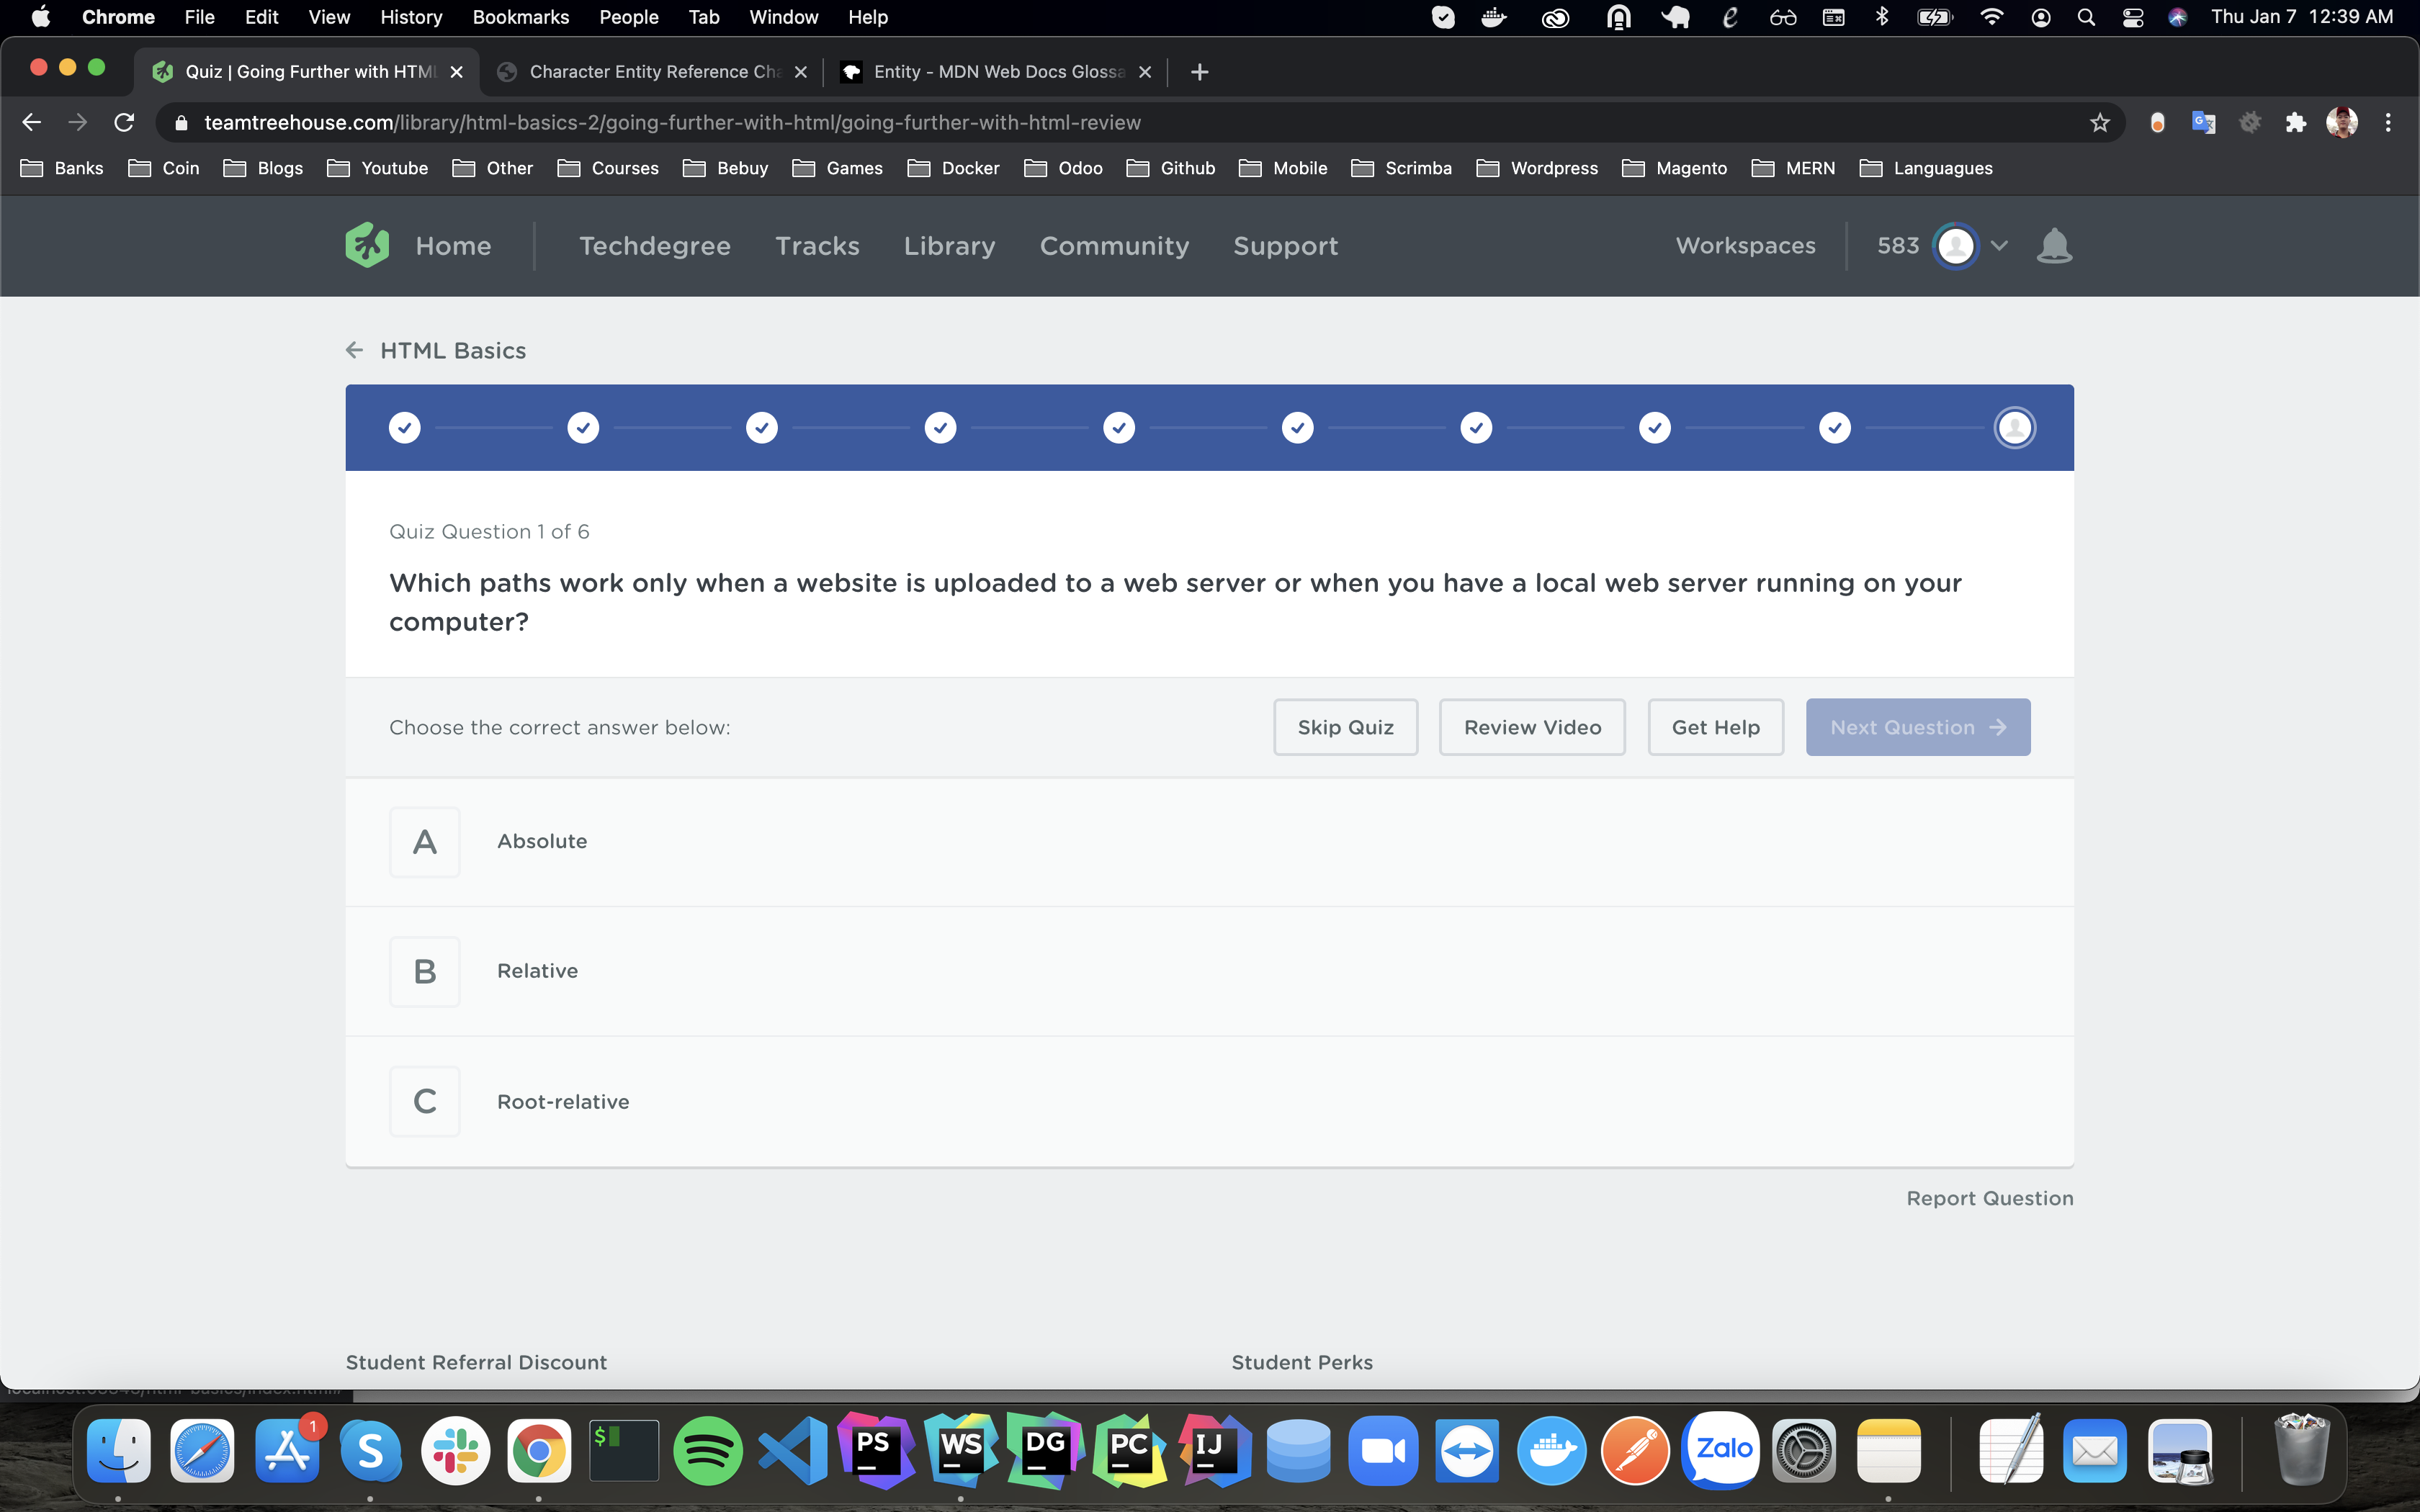 Chrome File Edit View History Bookmarks People Tab Window Help Thu Jan 7 12:39 AM
Quiz | Going Further with HTML Character Entity Reference Cha Entity - MDN Web Docs Glossa
teamtreehouse.com/library/html-basics-2/going-further-with-html/going-further-with-html-review
Banks Coin Blogs Youtube Other Courses Bebuy Games Docker Odoo Github Mobile Scrimba Wordpress Magento MERN Languagues
Home Techdegree Tracks Library Community Support Workspaces 583
HTML Basics
Quiz Question 1 of 6
Which paths work only when a website is uploaded to a web server or when you have a local web server running on your
computer?
Choose the correct answer below: Skip Quiz Review Video Get Help Next Question
A Absolute
B Relative
C Root-relative
Report Question
Student Referral Discount Student Perks
1 S $ PS WS DG PC IJ Zalo